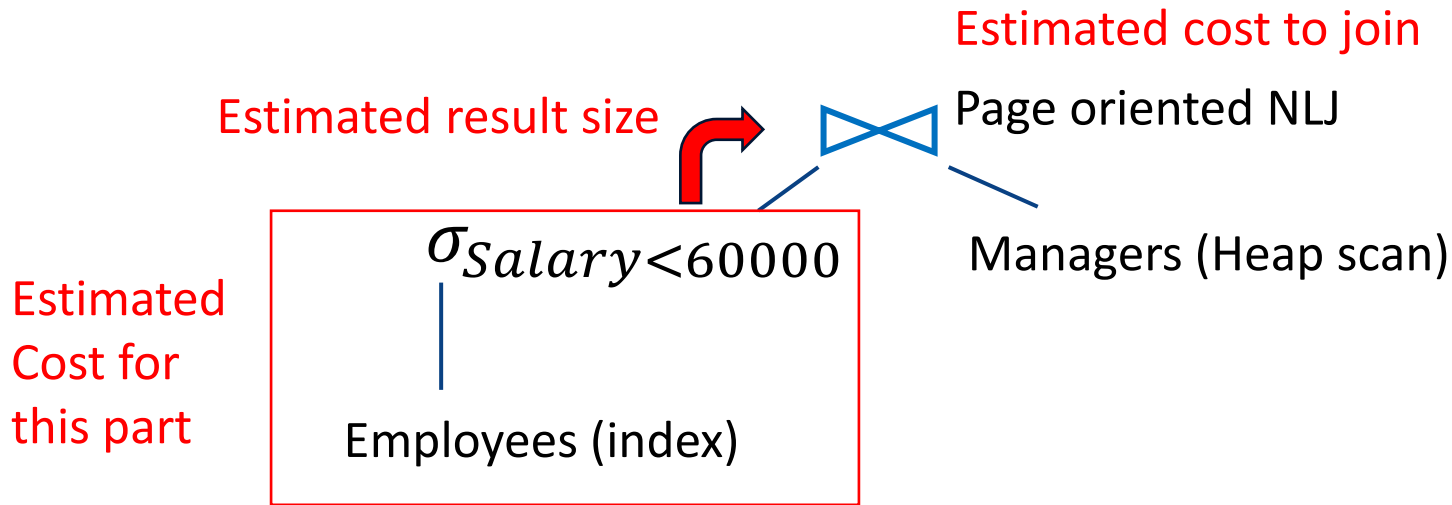 Estimated cost to join
Estimated result size
Page oriented NLJ
σSalary<60000
Managers (Heap scan)
Estimated
Cost for
this part
Employees (index)